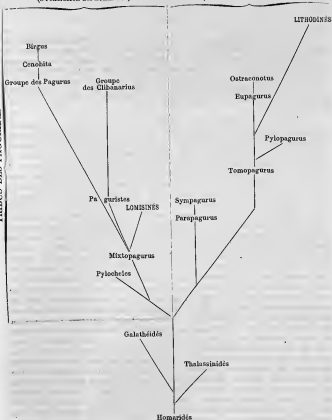 LITHODINÉS
Birgus
Cenobita
Groupe des Pagurus
Groupe
des Clibanarius
Ostraconotus
Eupagurus
Pylopagurus
Tomopagurus
Paguristes
LOMISINÉS
Sympagurus
Parapagurus
Mixtopagurus
Pylocheles
Galathéidés
Thalassinidés
Homaridés